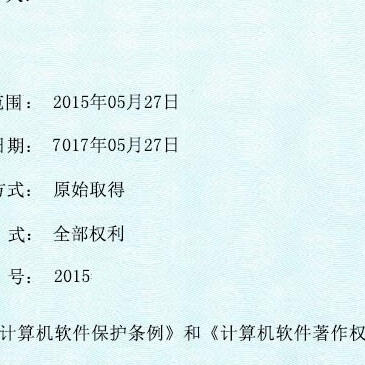 范围： 2015年05月27日
日期： 7017年05月27日
方式： 原始取得
式： 全部权利
号： 2015
计算机软件保护条例》和《计算机软件著作权